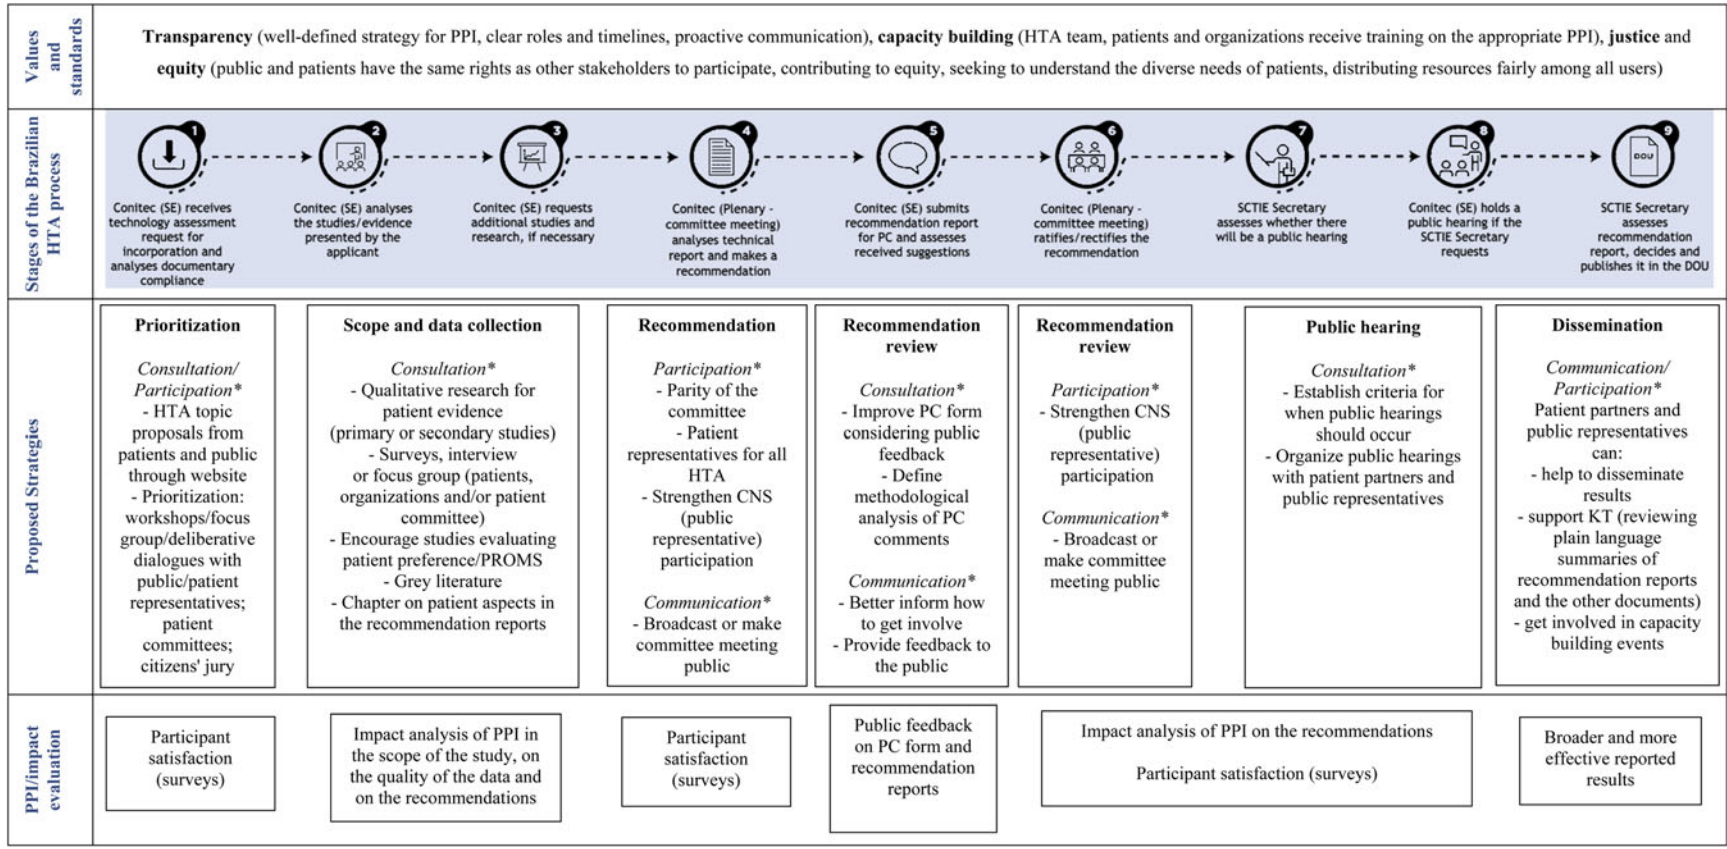 Values
and
standards
Transparency (well-defined strategy for PPI, clear roles and timelines, proactive communication), capacity building (HTA team, patients and organizations receive training on the appropriate PPI), justice and
equity (public and patients have the same rights as other stakeholders to participate, contributing to equity, seeking to understand the diverse needs of patients, distributing resources fairly among all users)
Stages of the Brazilian
HTA process
1
Conitec (SE) receives
technology assessment
request for
incorporation and
analyses documentary
compliance
2
Conitec (SE) analyses
the studies/evidence
presented by the
applicant
3
Conitec (SE) requests
additional studies and
research, if necessary
4
Conitec (Plenary -
committee meeting)
analyses technical
report and makes a
recommendation
5
Conitec (SE) submits
recommendation report
for PC and assesses
received suggestions
6
Conitec (Plenary -
committee meeting)
ratifies/rectifies the
recommendation
7
SCTIE Secretary
assesses whether there
will be a public hearing
8
Conitec (SE) holds a
public hearing if the
SCTIE Secretary
requests
9
DOU
SCTIE Secretary
assesses
recommendation
report, decides and
publishes it in the DOU
Proposed Strategies
Prioritization
Consultation/
Participation*
- HTA topic
proposals from
patients and public
through website
- Prioritization:
workshops/focus
group/deliberative
dialogues with
public/patient
representatives;
patient
committees;
citizens' jury
Scope and data collection
Consultation*
- Qualitative research for
patient evidence
(primary or secondary studies)
- Surveys, interview
or focus group (patients,
organizations and/or patient
committee)
- Encourage studies evaluating
patient preference/PROMS
- Grey literature
- Chapter on patient aspects in
the recommendation reports
Recommendation
Participation*
- Parity of the
committee
- Patient
representatives for all
HTA
- Strengthen CNS
(public
representative)
participation
Communication*
- Broadcast or make
committee meeting
public
Recommendation
review
Consultation*
- Improve PC form
considering public
feedback
- Define
methodological
analysis of PC
comments
Communication*
- Better inform how
to get involve
- Provide feedback to
the public
Recommendation
review
Participation*
- Strengthen CNS
(public
representative)
participation
Communication*
- Broadcast or
make committee
meeting public
Public hearing
Consultation*
- Establish criteria for
when public hearings
should occur
- Organize public hearings
with patient partners and
public representatives
Dissemination
Communication/
Participation*
Patient partners and
public representatives
can:
- help to disseminate
results
- support KT (reviewing
plain language
summaries of
recommendation reports
and the other documents)
- get involved in capacity
building events
PPI/impact
evaluation
Participant
satisfaction
(surveys)
Impact analysis of PPI in
the scope of the study, on
the quality of the data and
on the recommendations
Participant
satisfaction
(surveys)
Public feedback
on PC form and
recommendation
reports
Impact analysis of PPI on the recommendations
Participant satisfaction (surveys)
Broader and more
effective reported
results